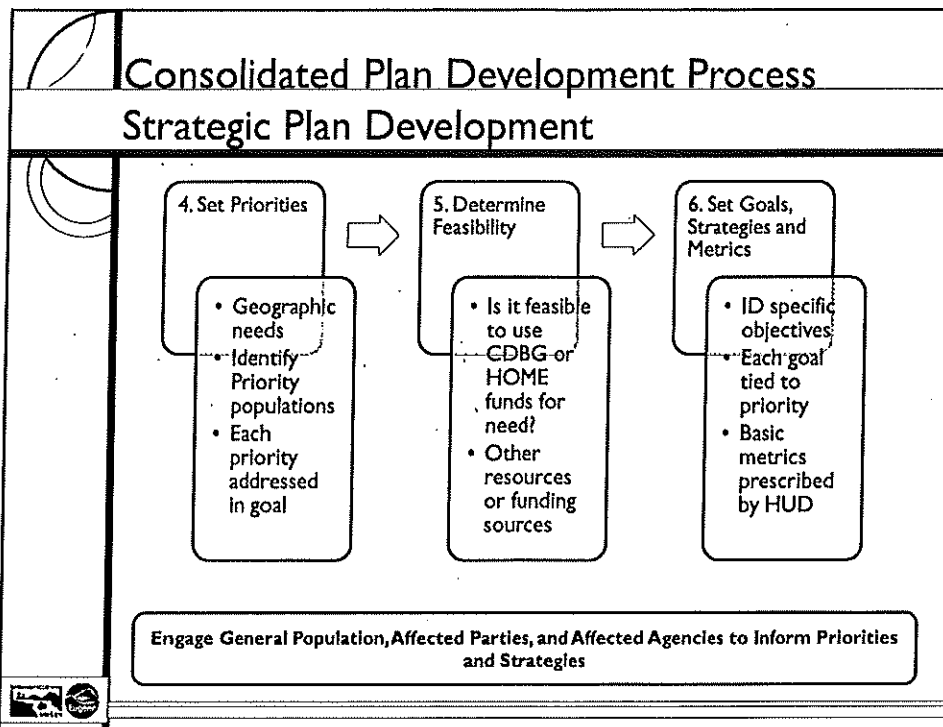 Consolidated Plan Development Process
Strategic Plan Development
4. Set Priorities
• Geographic
needs
• Identify
Priority
populations
• Each
priority
addressed
in goal
5. Determine
Feasibility
• Is it feasible
to use
CDBG or
HOME
funds for
need?
• Other
resources
or funding
sources
6. Set Goals,
Strategies and
Metrics
• ID specific
objectives
• Each goal
tied to
priority
• Basic
metrics
prescribed
by HUD
Engage General Population, Affected Parties, and Affected Agencies to Inform Priorities
and Strategies